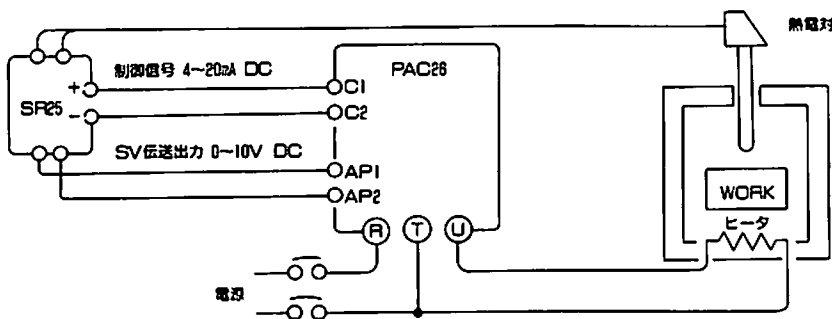 熱電対
制御信号 4~20mA DC
PAC26
C1
SR25
+
-
C2
SV伝送出力 0~10V DC
AP1
AP2
WORK
ヒータ
R
T
U
電源